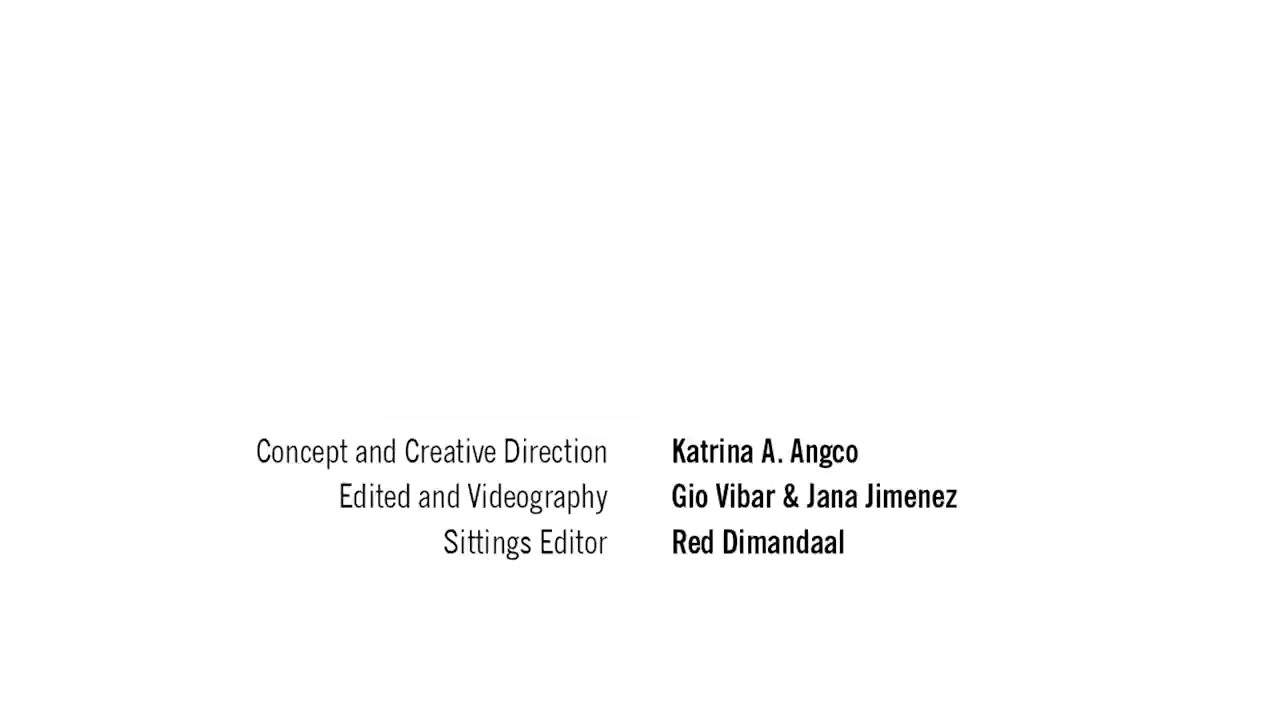 Concept and Creative Direction Katrina A. Angco
Edited and Videography Gio Vibar & Jana Jimenez
Sittings Editor Red Dimandaal